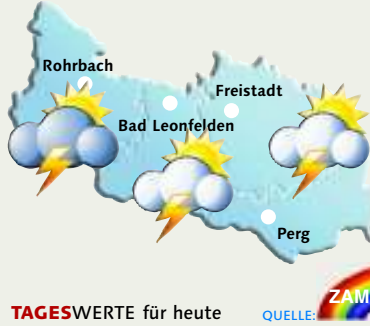 Rohrbach
Freistadt
Bad Leonfelden
Perg
TAGESWERTE für heute
QUELLE:
ZAM